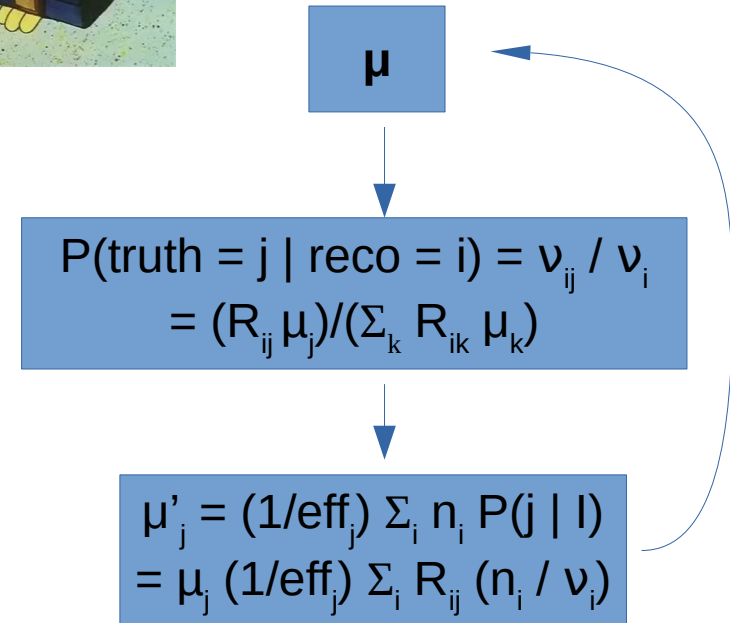 μ
P(truth = j | reco = i) = ν_ij / ν_i
= (R_ij μ_j)/(Σ_k R_ik μ_k)
μ’_j = (1/eff_j) Σ_i n_i P(j | I)
= μ_j (1/eff_j) Σ_i R_ij (n_i / ν_i)